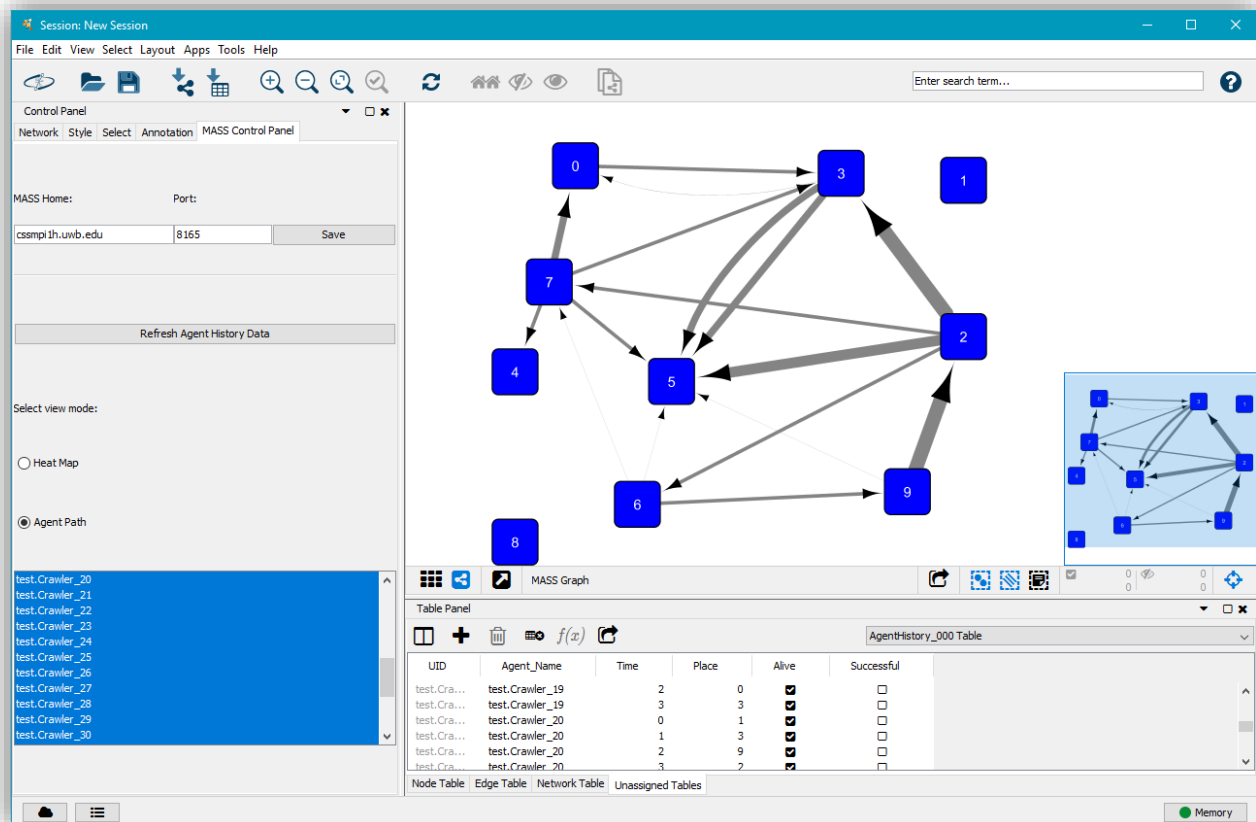 Session: New Session
File Edit View Select Layout Apps Tools Help
Enter search term...
Control Panel
Network Style Select Annotation MASS Control Panel
MASS Home: Port:
cssmpi1h.uwb.edu 8165 Save
Refresh Agent History Data
Select view mode:
Heat Map
Agent Path
test.Crawler_20
test.Crawler_21
test.Crawler_22
test.Crawler_23
test.Crawler_24
test.Crawler_25
test.Crawler_26
test.Crawler_27
test.Crawler_28
test.Crawler_29
test.Crawler_30
0
3
1
7
2
4
5
6
9
8
MASS Graph
0 0
0 0
Table Panel
f(x) AgentHistory_000 Table
UID Agent_Name Time Place Alive Successful
test.Cra... test.Crawler_19 2 0
test.Cra... test.Crawler_19 3 3
test.Cra... test.Crawler_20 0 1
test.Cra... test.Crawler_20 1 3
test.Cra... test.Crawler_20 2 9
test.Cra... test.Crawler_20 3 2
Node Table Edge Table Network Table Unassigned Tables
Memory